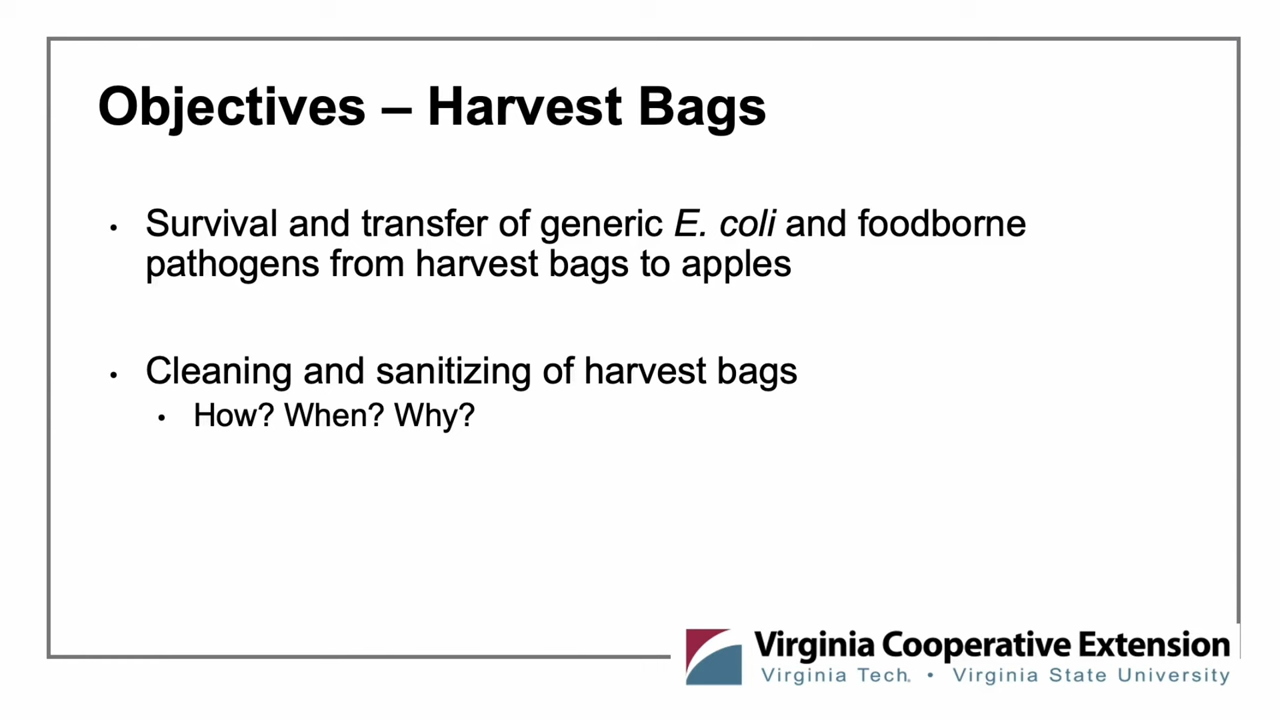 Objectives – Harvest Bags
• Survival and transfer of generic E. coli and foodborne
pathogens from harvest bags to apples
• Cleaning and sanitizing of harvest bags
• How? When? Why?
Virginia Cooperative Extension
Virginia Tech. • Virginia State University